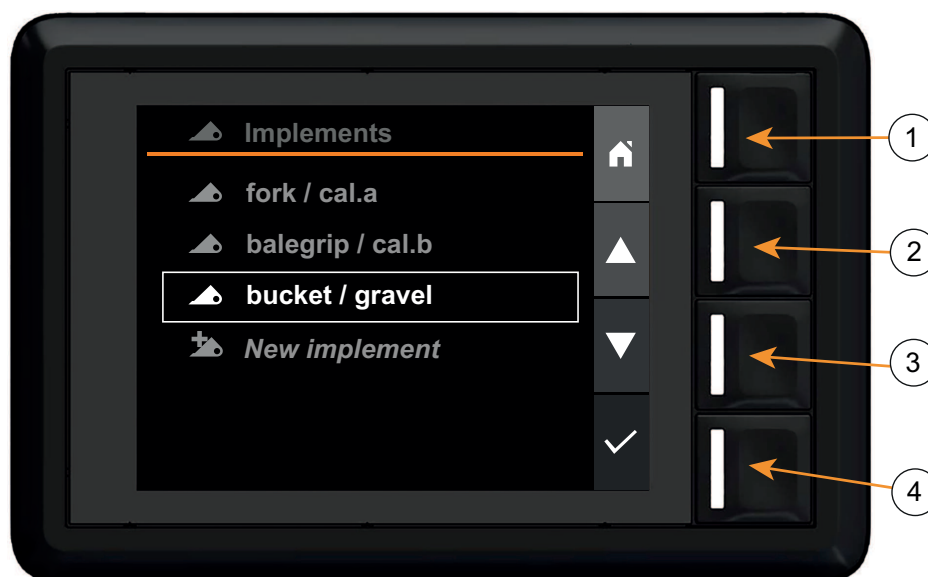 Implements
fork / cal.a
balegrip / cal.b
bucket / gravel
New implement
1
2
3
4